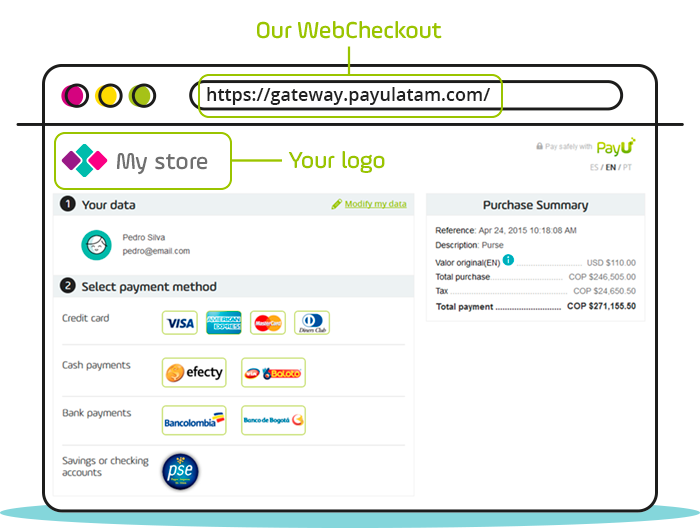 Our WebCheckout
https://gateway.payulatam.com/
My store
Your logo
Pay safely with PayU
ES / EN / PT
1 Your data
Modify my data
Pedro Silva
pedro@email.com
Purchase Summary
Reference: Apr 24, 2015 10:18:08 AM
Description: Purse
Valor original(EN) i USD $110.00
Total purchase COP $246,505.00
Tax COP $24,650.50
Total payment COP $271,155.50
2 Select payment method
Credit card
VISA
AMERICAN EXPRESS
MasterCard
Diners Club
Cash payments
efecty
Baloto
Bank payments
Bancolombia
Banco de Bogotá
Savings or checking
accounts
pse